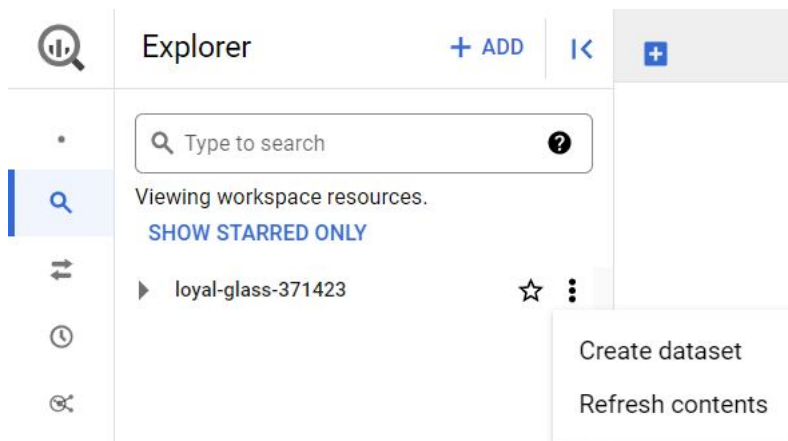 Explorer
+ ADD
Type to search
Viewing workspace resources.
SHOW STARRED ONLY
loyal-glass-371423
Create dataset
Refresh contents